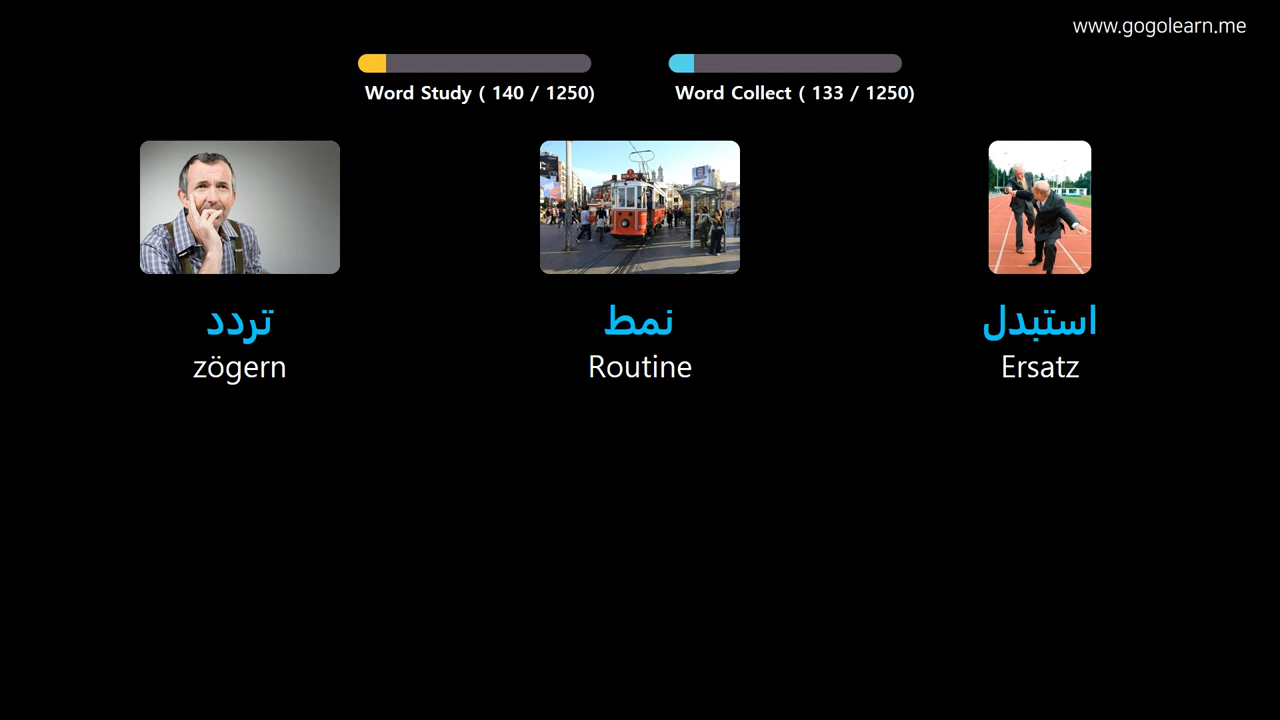 www.gogolearn.me
Word Study ( 140 / 1250)
Word Collect ( 133 / 1250)
تردد
نمط
استبدل
zögern
Routine
Ersatz